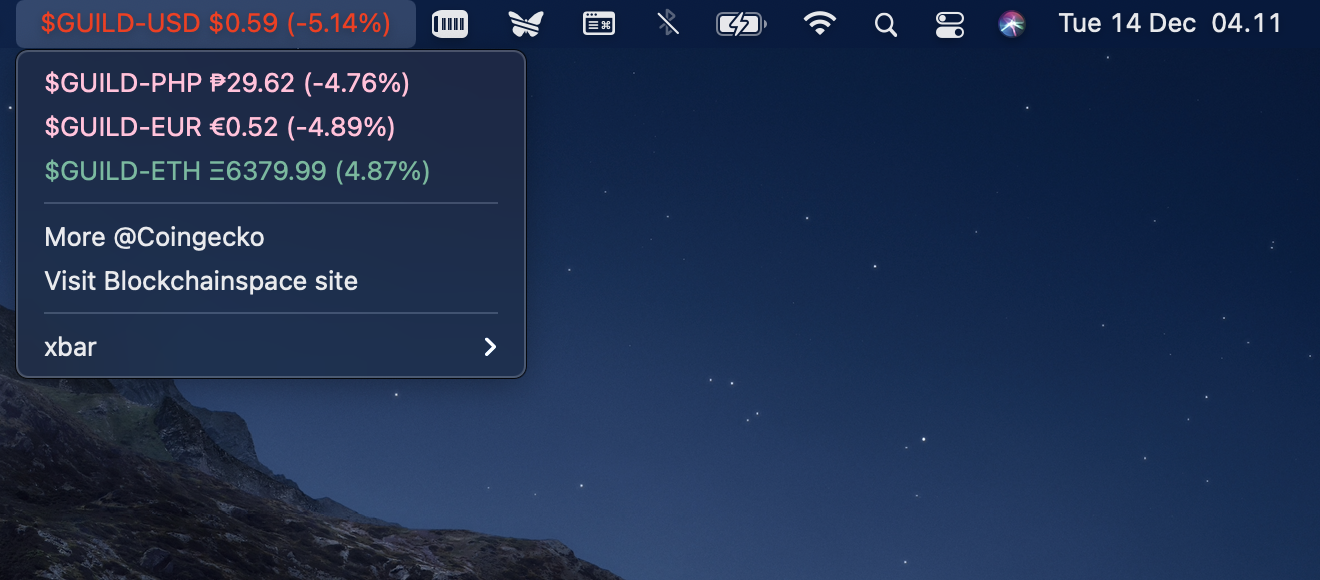 $GUILD-USD $0.59 (-5.14%) Tue 14 Dec 04.11
$GUILD-PHP ₱29.62 (-4.76%)
$GUILD-EUR €0.52 (-4.89%)
$GUILD-ETH Ξ6379.99 (4.87%)
More @Coingecko
Visit Blockchainspace site
xbar